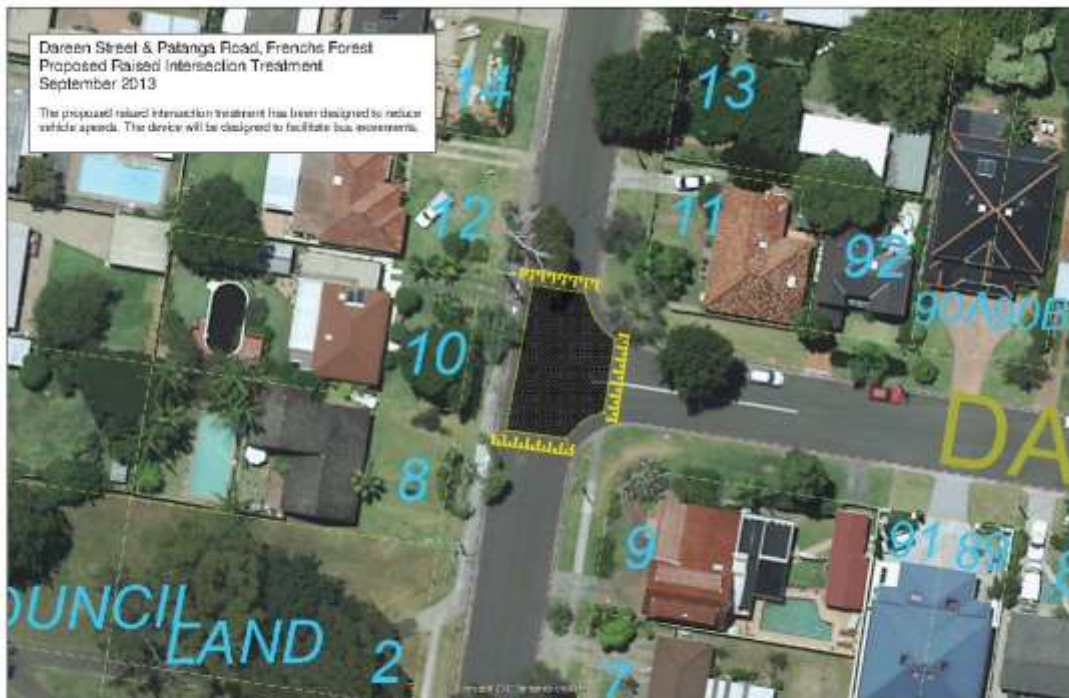 Dareen Street & Patanga Road, Frenchs Forest
Proposed Raised Intersection Treatment
September 2013
The proposed raised intersection treatment has been designed to reduce
vehicle speeds. The device will be designed to facilitate bus movements.
14
13
12
11
92
90A 90B
10
DA
8
9
91 89
8
OUNCIL
LAND
2
7